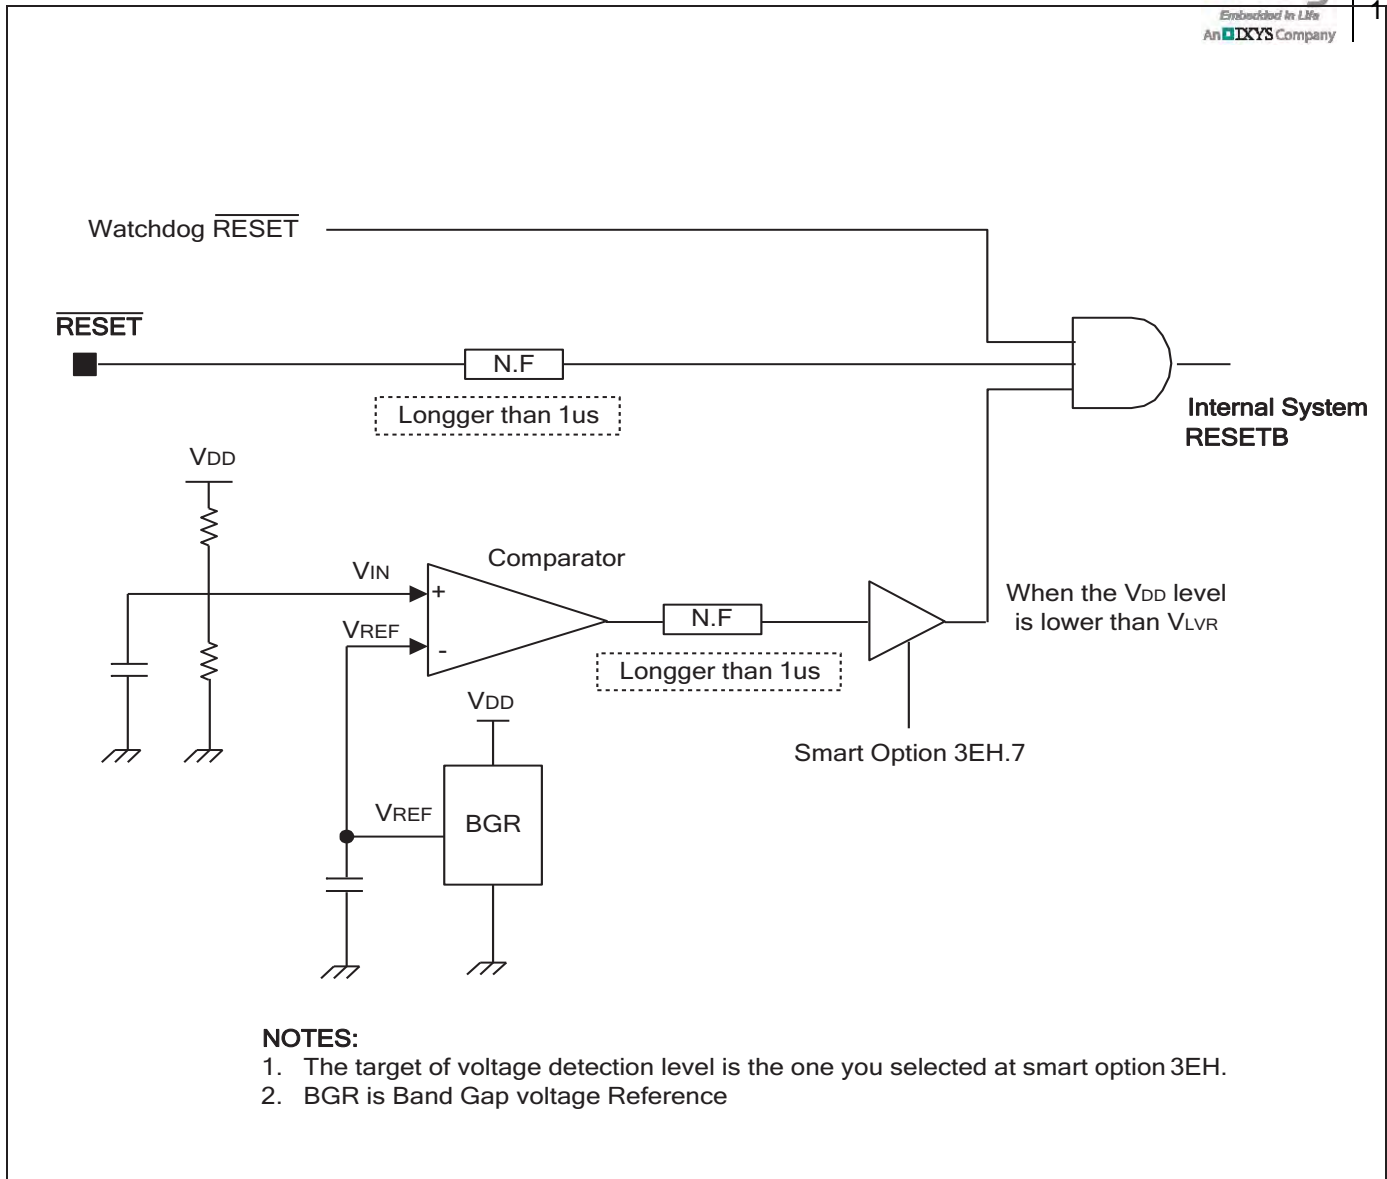 Embedded in Life
An IXYS Company
1
Watchdog RESET
RESET
N.F
Longger than 1us
Internal System
RESETB
VDD
Comparator
VIN
+
VREF
-
N.F
Longger than 1us
When the VDD level
is lower than VLVR
VDD
Smart Option 3EH.7
VREF
BGR
NOTES:
1. The target of voltage detection level is the one you selected at smart option 3EH.
2. BGR is Band Gap voltage Reference